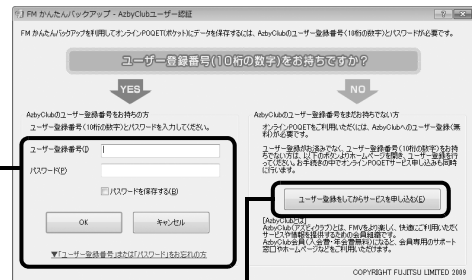 FM かんたんバックアップ - AzbyClubユーザー認証
FM かんたんバックアップを利用してオンラインPOQET(ポケット)にデータを保存するには、AzbyClubのユーザー登録番号(10桁の数字)とパスワードが必要です。
ユーザー登録番号(10桁の数字)をお持ちですか?
YES
NO
AzbyClubのユーザー登録番号をお持ちの方
ユーザー登録番号(10桁の数字)とパスワードを入力してください。
ユーザー登録番号(I)
パスワード(P)
パスワードを保存する(B)
OK
キャンセル
▼「ユーザー登録番号」または「パスワード」をお忘れの方
AzbyClubのユーザー登録番号をまだお持ちでない方
オンラインPOQETをご利用いただくには、AzbyClubへのユーザー登録(無
料)が必要です。
ユーザー登録がお済みでなく、ユーザー登録番号(10桁の数字)をお持
ちでない方は、以下のボタンよりホームページを開き、ユーザー登録を行
ってください。お手続きの中でオンラインPOQETサービス申し込みも同時
に行います。
ユーザー登録をしてからサービスを申し込む(E)
[AzbyClubとは]
AzbyClub(アズビィクラブ)とは、FMVをより楽しく、快適にご利用いただく
サービスや情報を提供するための会員組織です。
AzbyClub会員(入会費・年会費無料)になると、会員専用のサポート
窓口やホームページなどをご利用いただけます。
COPYRIGHT FUJITSU LIMITED 2009